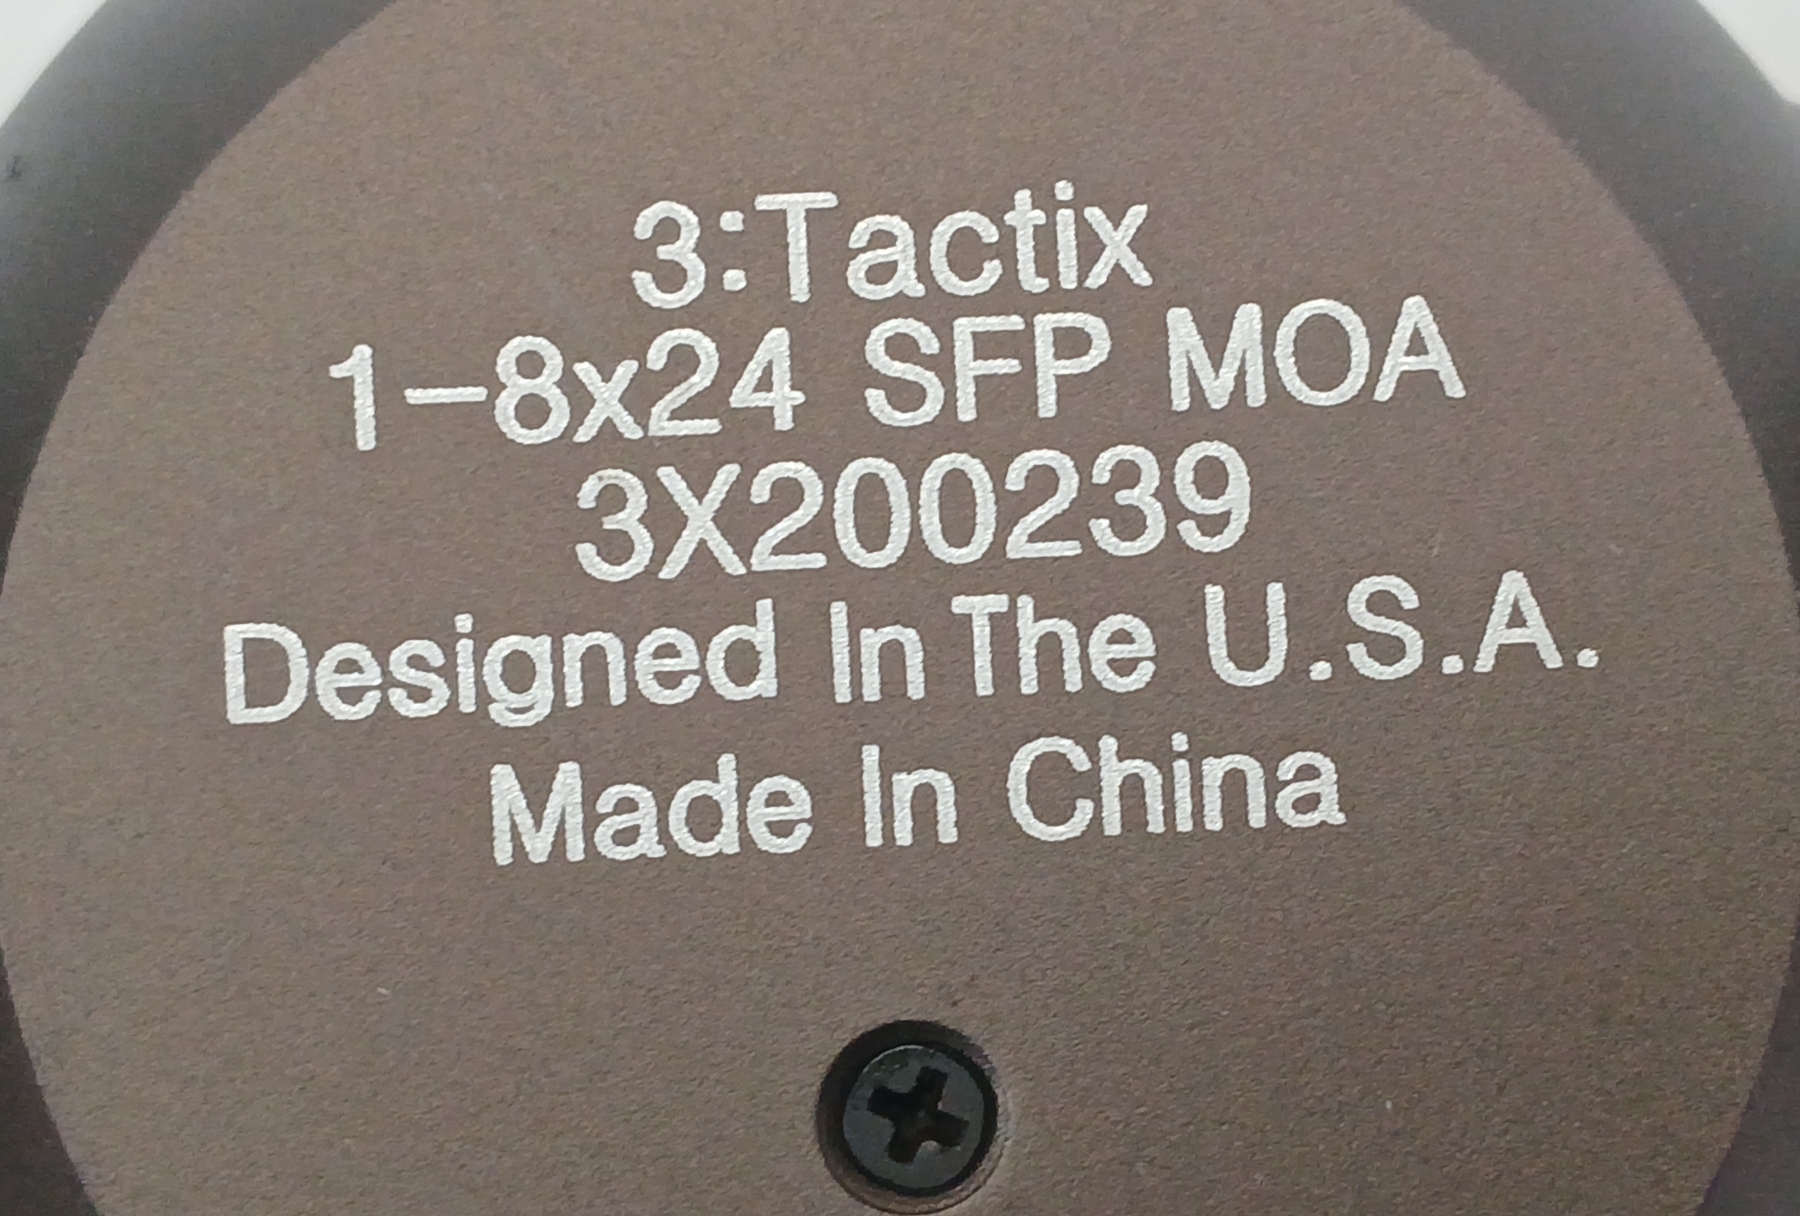 3:Tactix
1-8x24 SFP MOA
3X200239
Designed In The U.S.A.
Made In China